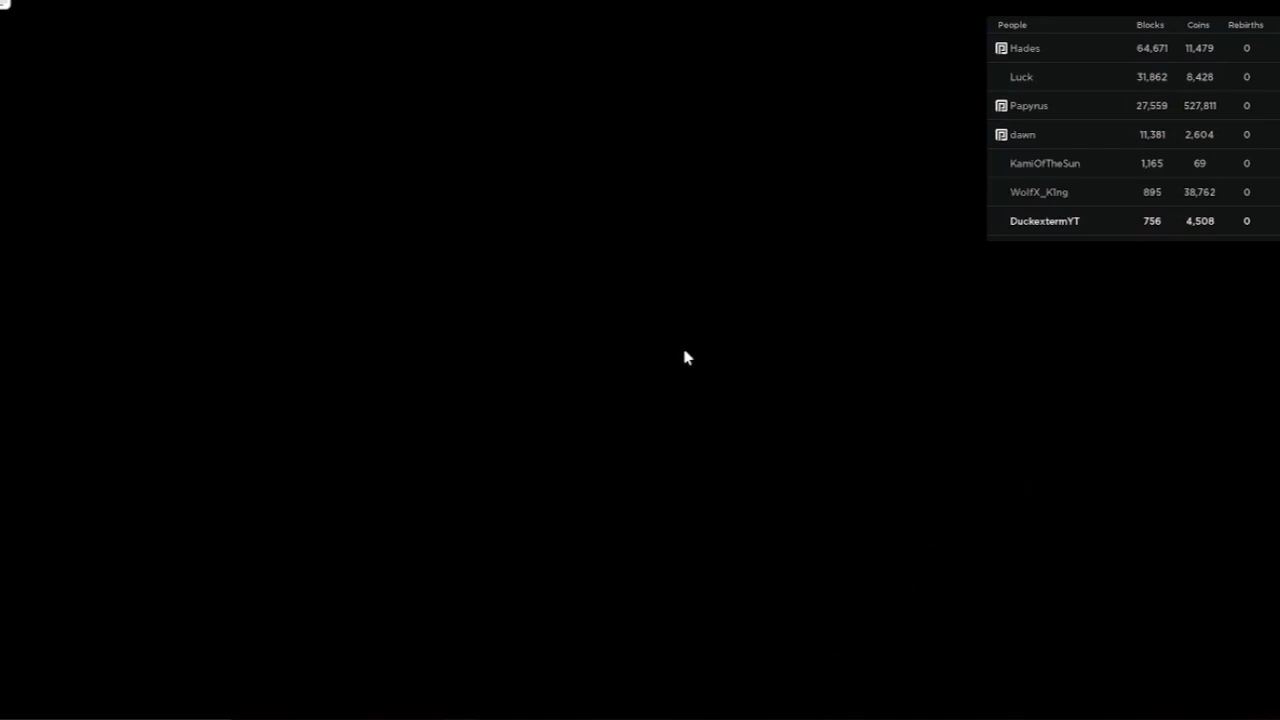 People Blocks Coins Rebirths
Hades 64,671 11,479 0
Luck 31,862 8,428 0
Papyrus 27,559 527,811 0
dawn 11,381 2,604 0
KamiOfTheSun 1,165 69 0
WolfX_K1ng 895 38,762 0
DuckextermYT 756 4,508 0